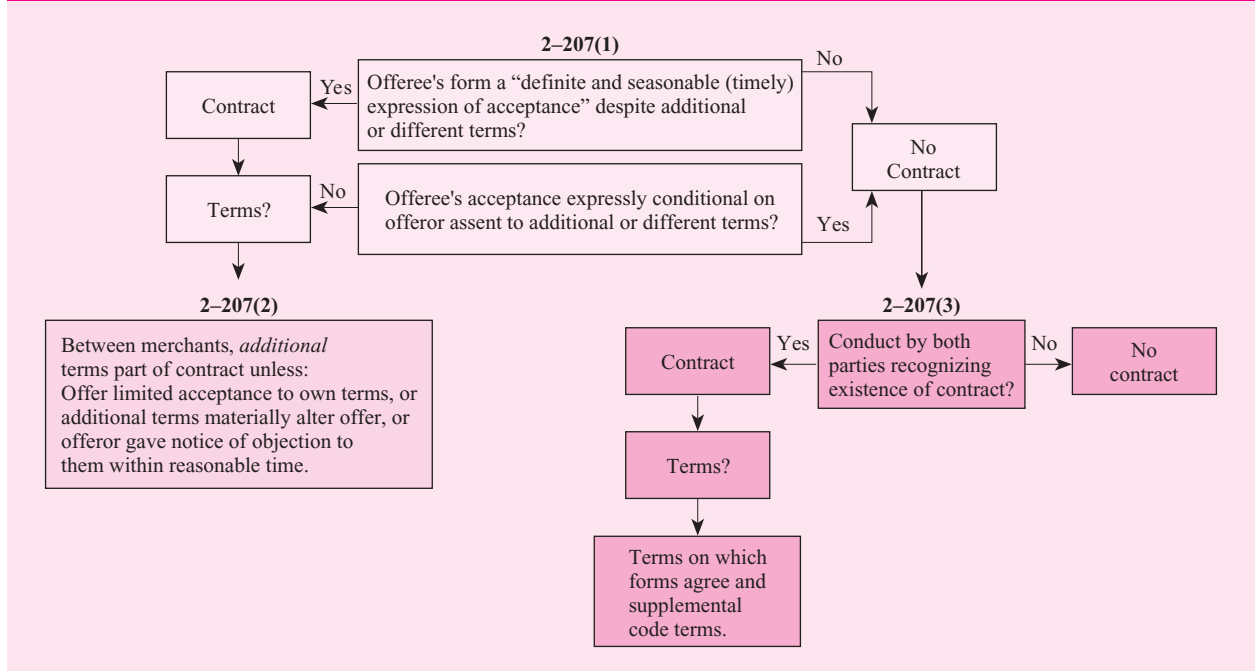 2–207(1)
No
Offeree's form a “definite and seasonable (timely)
expression of acceptance” despite additional
or different terms?
Yes
Contract
No
Contract
Terms?
No
Offeree's acceptance expressly conditional on
offeror assent to additional or different terms?
Yes
2–207(2)
Between merchants, additional
terms part of contract unless:
Offer limited acceptance to own terms, or
additional terms materially alter offer, or
offeror gave notice of objection to
them within reasonable time.
2–207(3)
Conduct by both
parties recognizing
existence of contract?
Yes
Contract
No
No
contract
Terms?
Terms on which
forms agree and
supplemental
code terms.